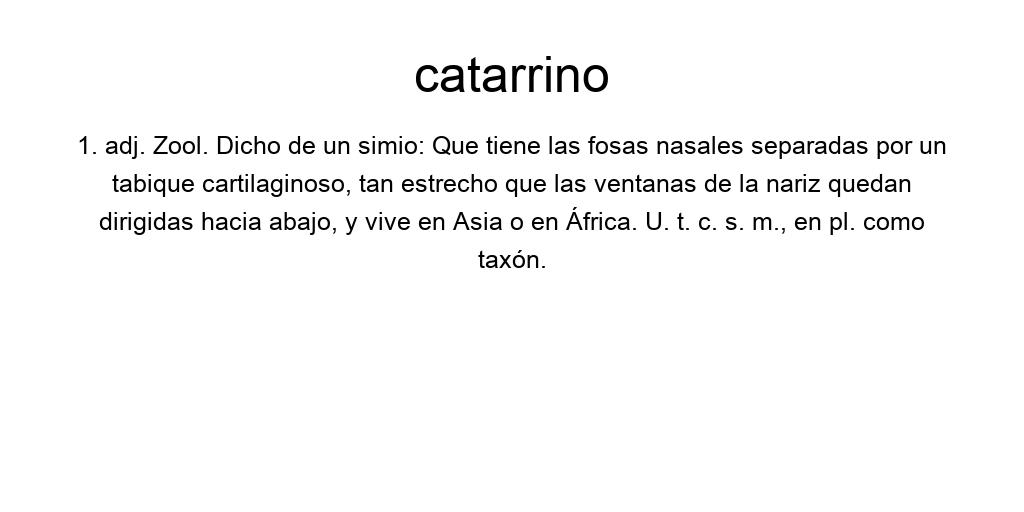 catarrino
1. adj. Zool. Dicho de un simio: Que tiene las fosas nasales separadas por un
tabique cartilaginoso, tan estrecho que las ventanas de la nariz quedan
dirigidas hacia abajo, y vive en Asia o en África. U. t. c. s. m., en pl. como
taxón.